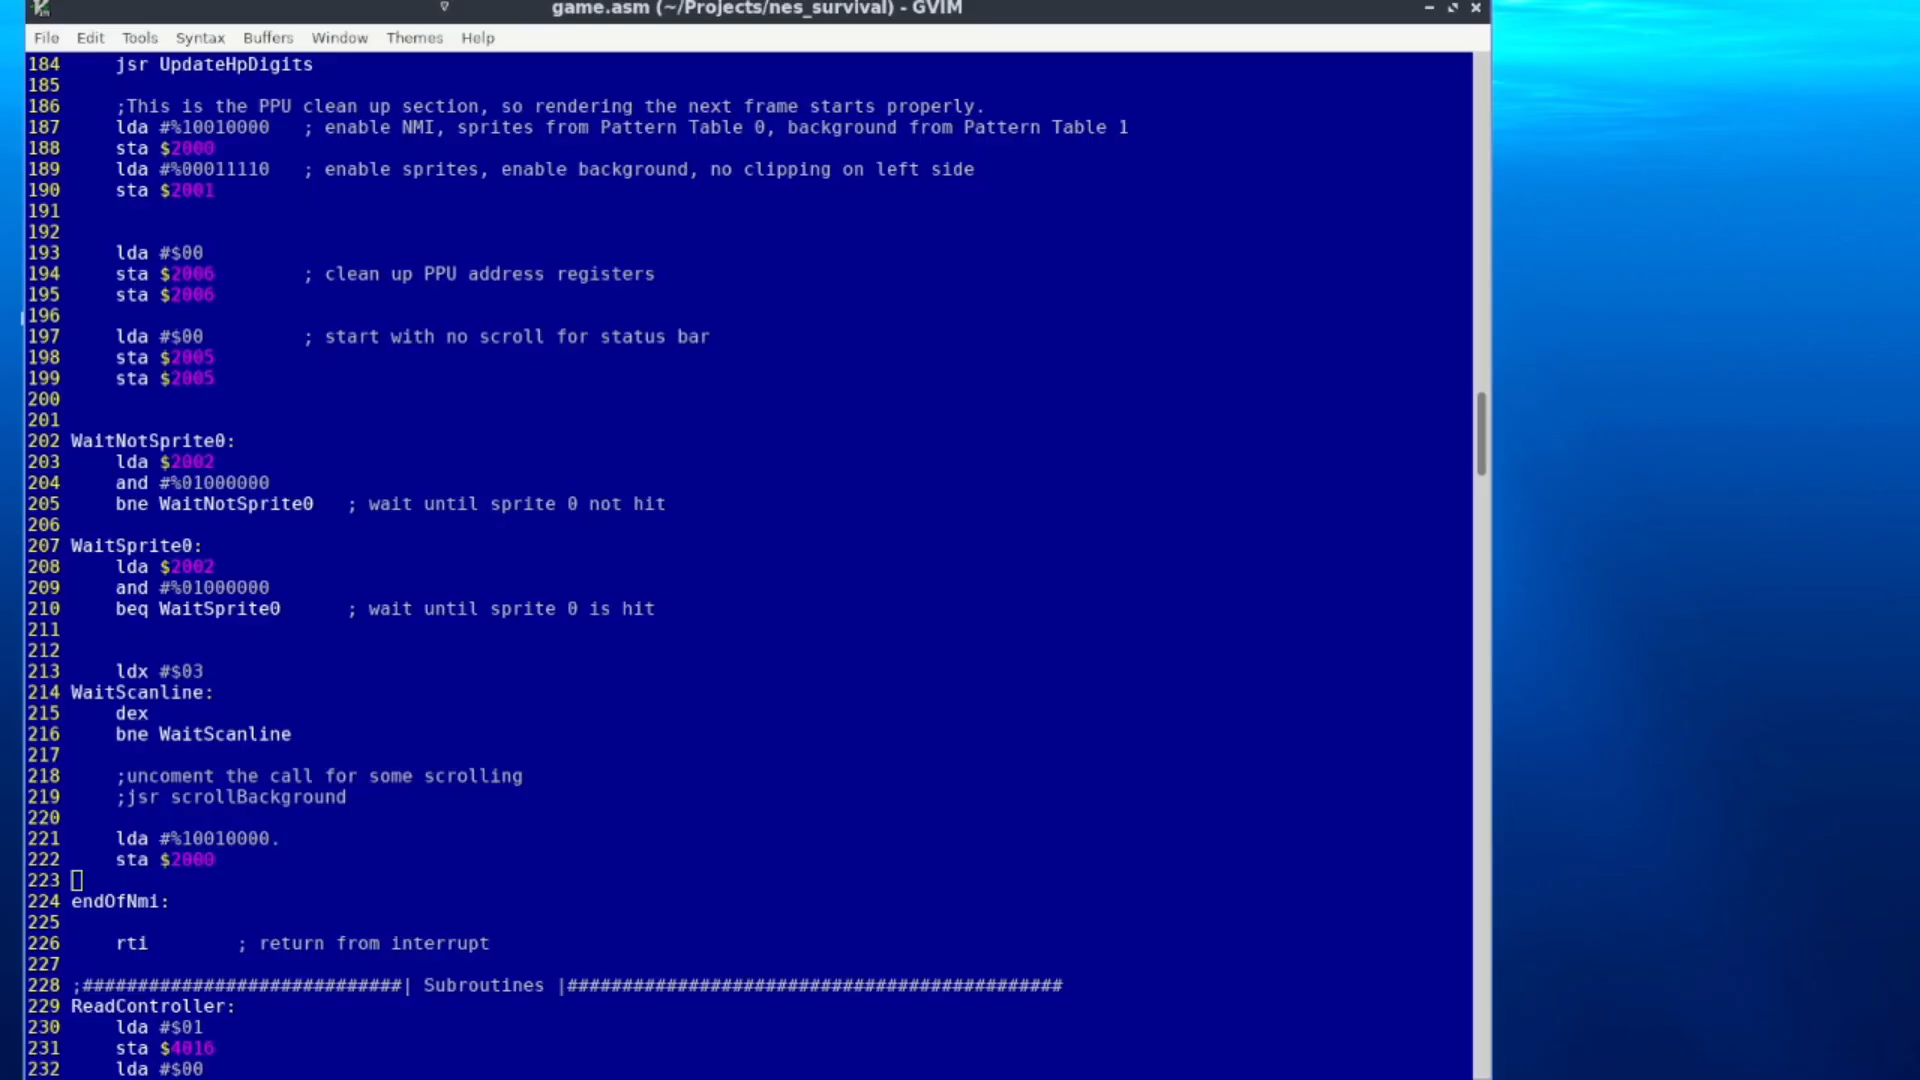 game.asm (~/Projects/nes_survival) - GVIM
File Edit Tools Syntax Buffers Window Themes Help
184 jsr UpdateHpDigits
185
186 ;This is the PPU clean up section, so rendering the next frame starts properly.
187 lda #%10010000 ; enable NMI, sprites from Pattern Table 0, background from Pattern Table 1
188 sta $2000
189 lda #%00011110 ; enable sprites, enable background, no clipping on left side
190 sta $2001
191
192
193 lda #$00
194 sta $2006 ; clean up PPU address registers
195 sta $2006
196
197 lda #$00 ; start with no scroll for status bar
198 sta $2005
199 sta $2005
200
201
202 WaitNotSprite0:
203 lda $2002
204 and #%01000000
205 bne WaitNotSprite0 ; wait until sprite 0 not hit
206
207 WaitSprite0:
208 lda $2002
209 and #%01000000
210 beq WaitSprite0 ; wait until sprite 0 is hit
211
212
213 ldx #$03
214 WaitScanline:
215 dex
216 bne WaitScanline
217
218 ;uncoment the call for some scrolling
219 ;jsr scrollBackground
220
221 lda #%10010000.
222 sta $2000
223
224 endOfNmi:
225
226 rti ; return from interrupt
227
228 ;#############################| Subroutines |#############################################
229 ReadController:
230 lda #$01
231 sta $4016
232 lda #$00